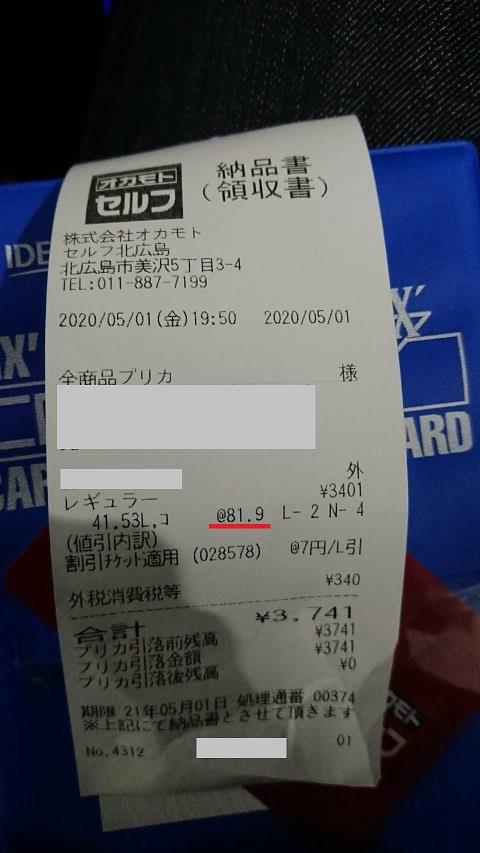 オカモト
セルフ
納品書
(領収書)
株式会社オカモト
セルフ北広島
北広島市美沢5丁目3-4
TEL:011-887-7199
2020/05/01(金)19:50 2020/05/01
全商品プリカ 様
外
レギュラー ¥3401
41.53L,コ @81.9 L- 2 N- 4
(値引内訳)
割引チケット適用 (028578) @7円/L引
外税消費税等 ¥340
合計 ¥3,741
プリカ引落前残高 ¥3741
プリカ引落金額 ¥3741
プリカ引落後残高 ¥0
期限 21年05月01日 処理通番 00374
※上記にて納品書とさせて頂きます
No.4312 01
IDE
X'
CAR
X'
ARD
オカモト
フ